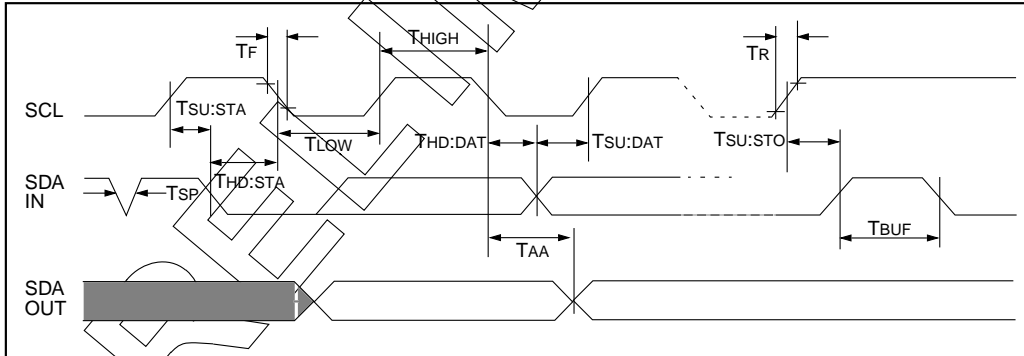 TF
THIGH
TR
SCL
TSU:STA
TLOW
THD:DAT
TSU:DAT
TSU:STO
SDA
IN
TSP
THD:STA
TBUF
TAA
SDA
OUT